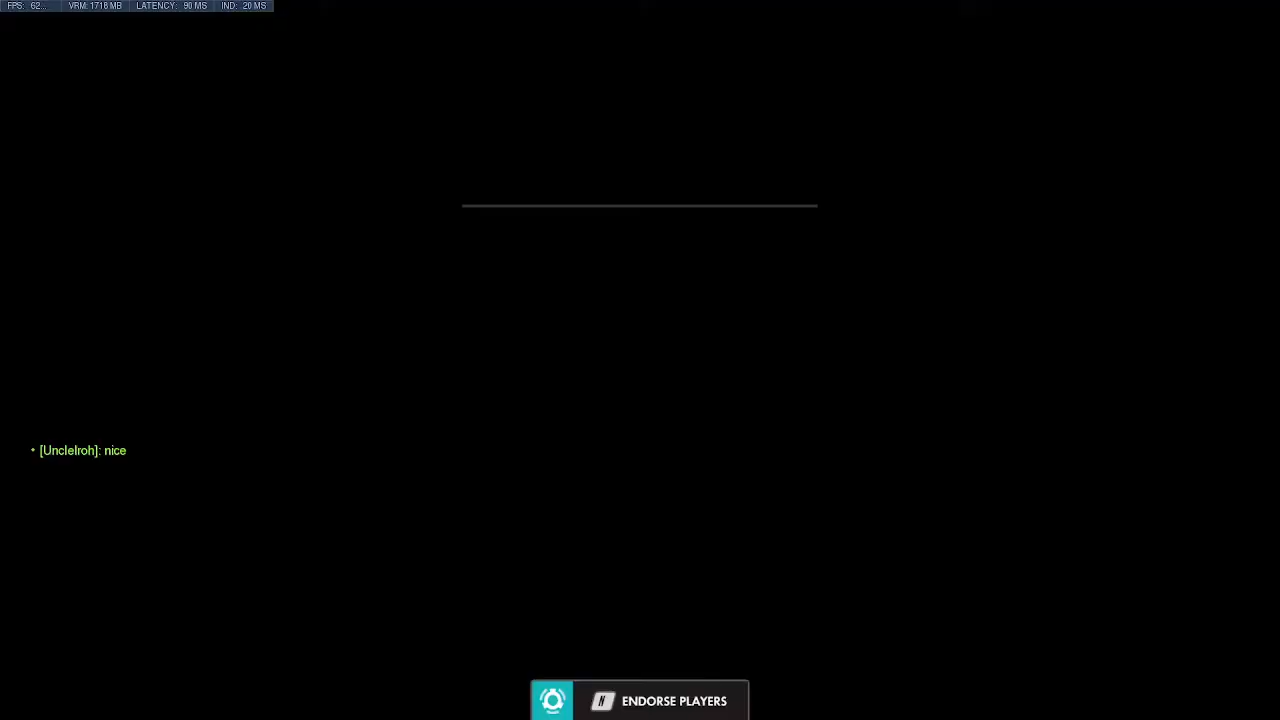 FPS: 62... VRM: 1718 MB LATENCY: 90 MS IND: 20 MS
• [UncleIroh]: nice
N ENDORSE PLAYERS